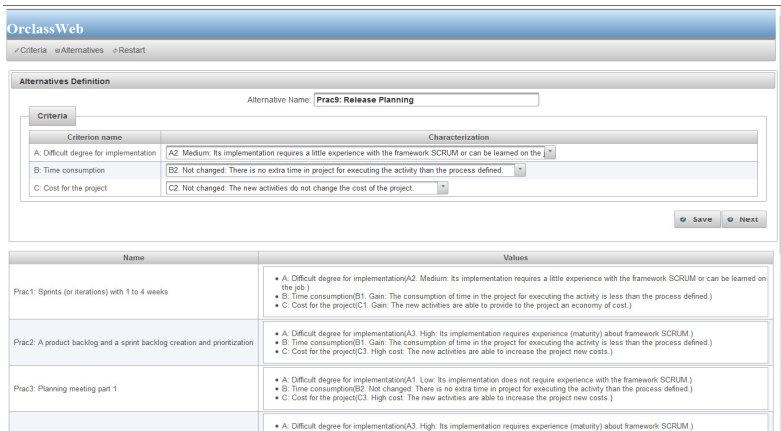 OrclassWeb
Criteria Alternatives Restart
Alternatives Definition
Alternative Name: Prac9: Release Planning
Criteria
Criterion name Characterization
A: Difficult degree for implementation A2. Medium: Its implementation requires a little experience with the framework SCRUM or can be learned on the
B: Time consumption B2. Not changed: There is no extra time in project for executing the activity than the process defined.
C: Cost for the project C2. Not changed: The new activities do not change the cost of the project.
Save Next
Name Values
Prac1: Sprints (or iterations) with 1 to 4 weeks
• A: Difficult degree for implementation(A2. Medium: Its implementation requires a little experience with the framework SCRUM or can be learned on
the job.)
• B: Time consumption(B1. Gain: The consumption of time in the project for executing the activity is less than the process defined.)
• C: Cost for the project(C1. Gain: The new activities are able to provide to the project an economy of cost.)
Prac2: A product backlog and a sprint backlog creation and prioritization
• A: Difficult degree for implementation(A3. High: Its implementation requires experience (maturity) about framework SCRUM.)
• B: Time consumption(B1. Gain: The consumption of time in the project for executing the activity is less than the process defined.)
• C: Cost for the project(C3. High cost: The new activities are able to increase the project new costs.)
Prac3: Planning meeting part 1
• A: Difficult degree for implementation(A1. Low: Its implementation does not require experience with the framework SCRUM.)
• B: Time consumption(B2. Not changed: There is no extra time in project for executing the activity than the process defined.)
• C: Cost for the project(C3. High cost: The new activities are able to increase the project new costs.)
• A: Difficult degree for implementation(A3. High: Its implementation requires experience (maturity) about framework SCRUM.)